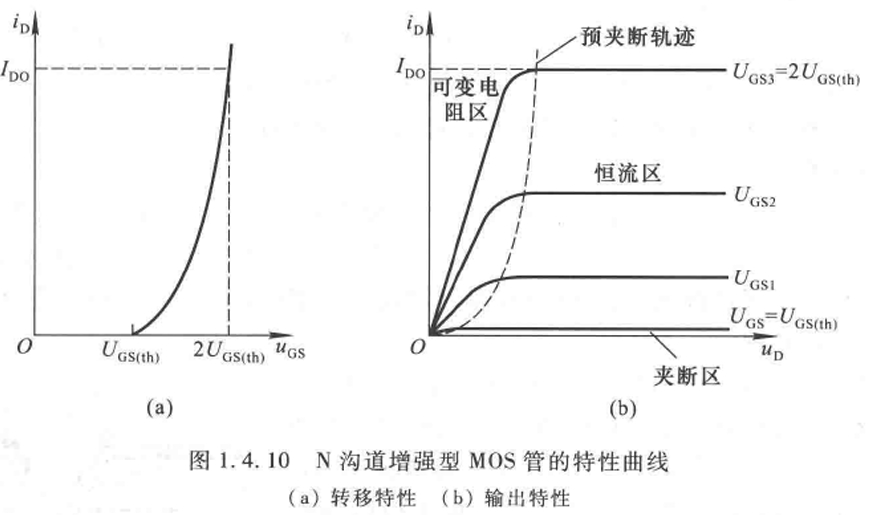 i_D
I_DO
O
U_GS(th)
2U_GS(th)
u_GS
(a)
i_D
预夹断轨迹
I_DO
U_GS3=2U_GS(th)
可变电
阻区
恒流区
U_GS2
U_GS1
U_GS=U_GS(th)
O
u_D
夹断区
(b)
图 1.4.10 N 沟道增强型 MOS 管的特性曲线
(a) 转移特性 (b) 输出特性